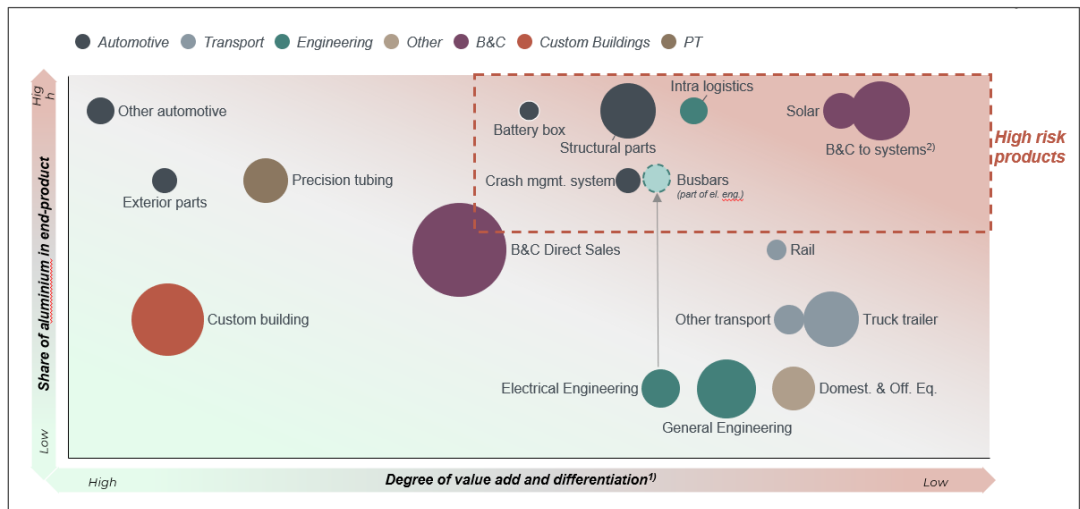 Automotive
Transport
Engineering
Other
B&C
Custom Buildings
PT
High
Share of aluminium in end-product
Low
Other automotive
Battery box
Structural parts
Intra logistics
Solar
B&C to systems2)
High risk
products
Exterior parts
Precision tubing
Crash mgmt. system
Busbars
(part of el. eng.)
B&C Direct Sales
Rail
Custom building
Other transport
Truck trailer
Electrical Engineering
General Engineering
Domest. & Off. Eq.
High
Degree of value add and differentiation1)
Low